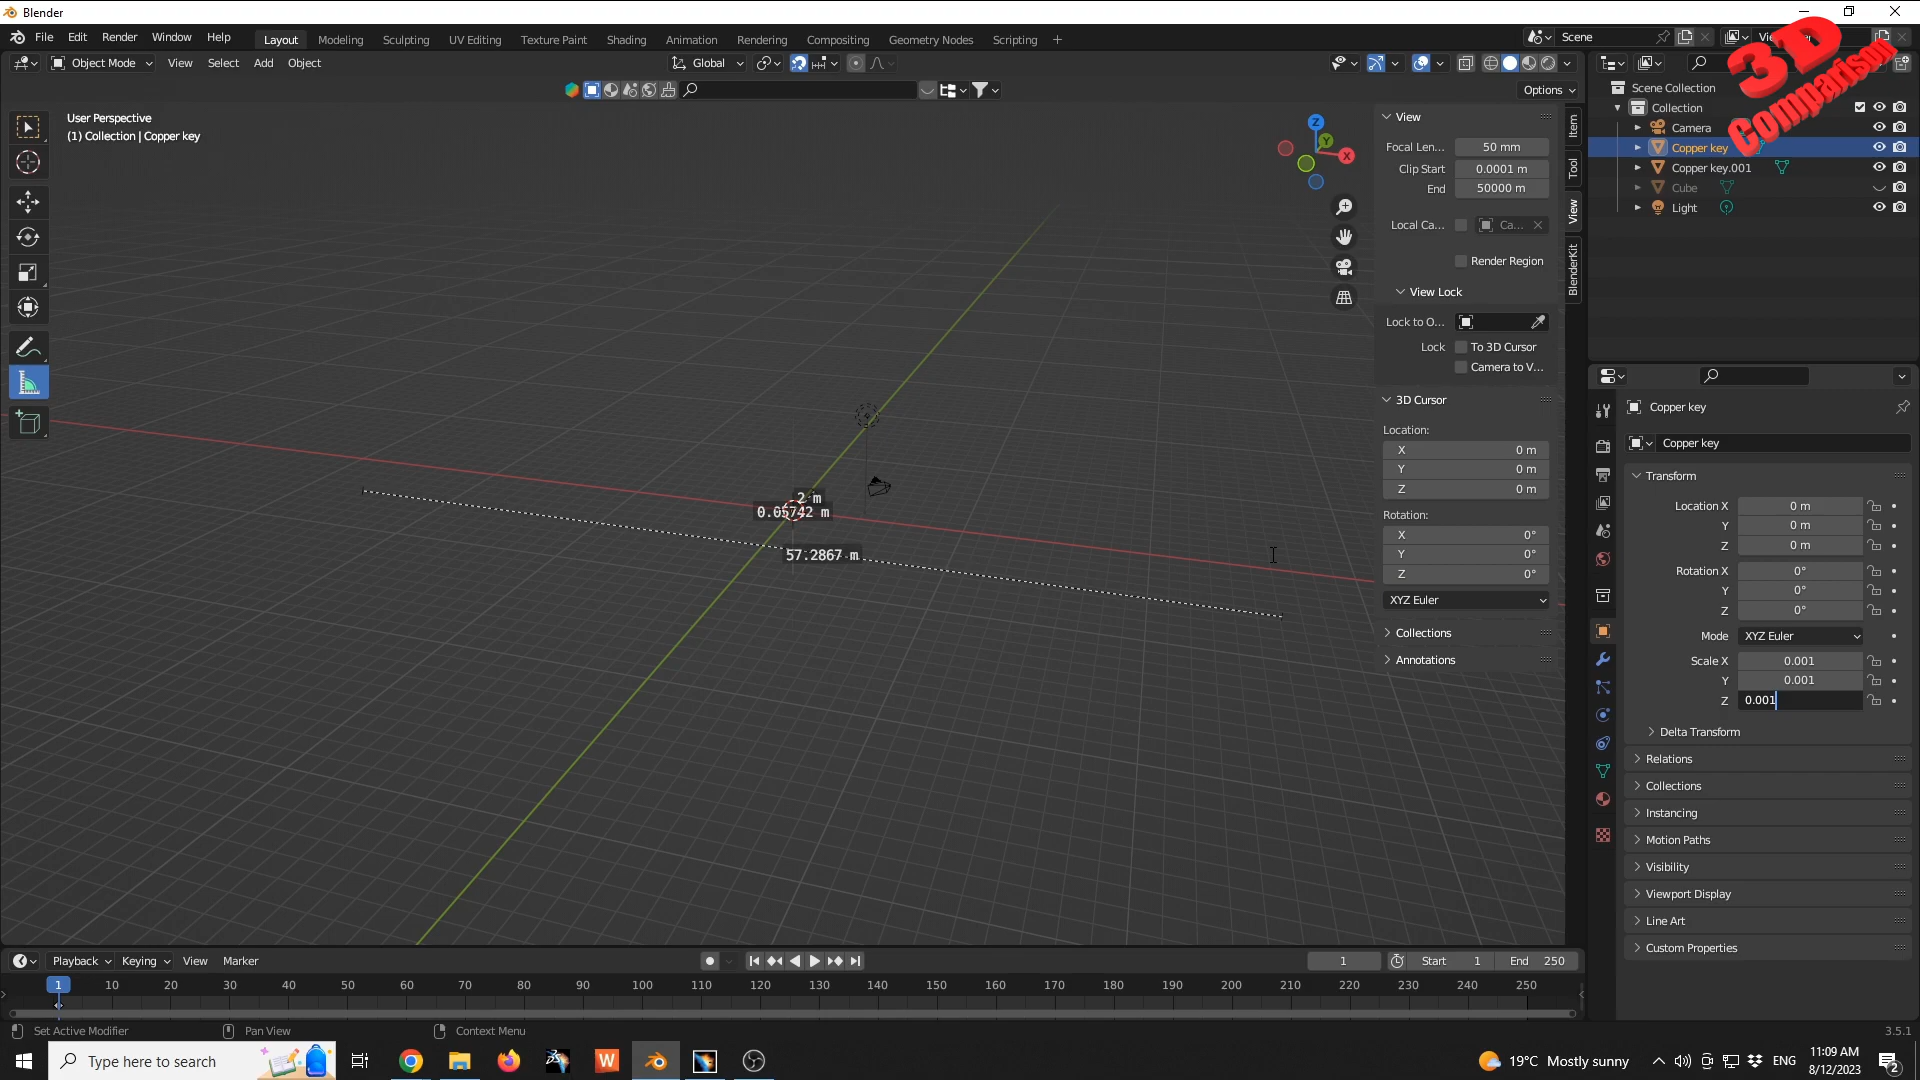 Blender
File Edit Render Window Help
Layout Modeling Sculpting UV Editing Texture Paint Shading Animation Rendering Compositing Geometry Nodes Scripting +
Scene
Object Mode View Select Add Object
Global
Options
User Perspective
(1) Collection | Copper key
Z
Y
X
2 m
0.05742 m
57.2867 m
View
Focal Len... 50 mm
Clip Start 0.0001 m
End 50000 m
Local Ca... Ca...
Render Region
View Lock
Lock to O...
Lock To 3D Cursor
Camera to V...
3D Cursor
Location:
X 0 m
Y 0 m
Z 0 m
Rotation:
X 0°
Y 0°
Z 0°
XYZ Euler
Collections
Annotations
Item
Tool
View
BlenderKit
3D
Comparison
Scene Collection
Collection
Camera
Copper key
Copper key.001
Cube
Light
Copper key
Copper key
Transform
Location X 0 m
Y 0 m
Z 0 m
Rotation X 0°
Y 0°
Z 0°
Mode XYZ Euler
Scale X 0.001
Y 0.001
Z 0.001
Delta Transform
Relations
Collections
Instancing
Motion Paths
Visibility
Viewport Display
Line Art
Custom Properties
Playback Keying View Marker
1 Start 1 End 250
1 10 20 30 40 50 60 70 80 90 100 110 120 130 140 150 160 170 180 190 200 210 220 230 240 250
Set Active Modifier Pan View Context Menu
3.5.1
Type here to search
19°C Mostly sunny
ENG
11:09 AM
8/12/2023
2